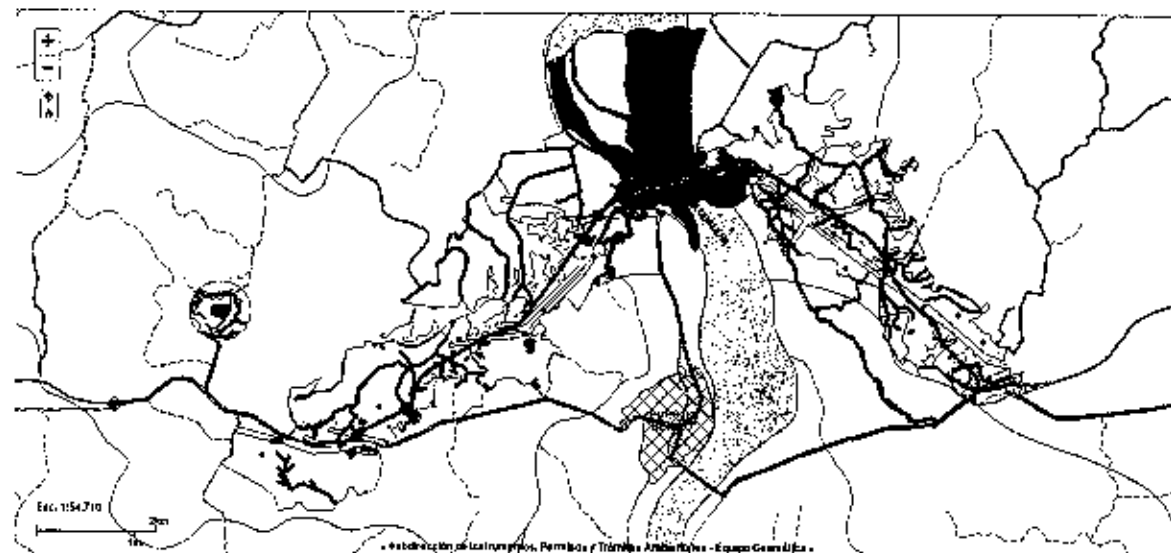 +
−
Esc. 1:54,710
2km
1mi
Subdirección de Instrumentos, Permisos y Trámites Ambientales - Equipo Geomática